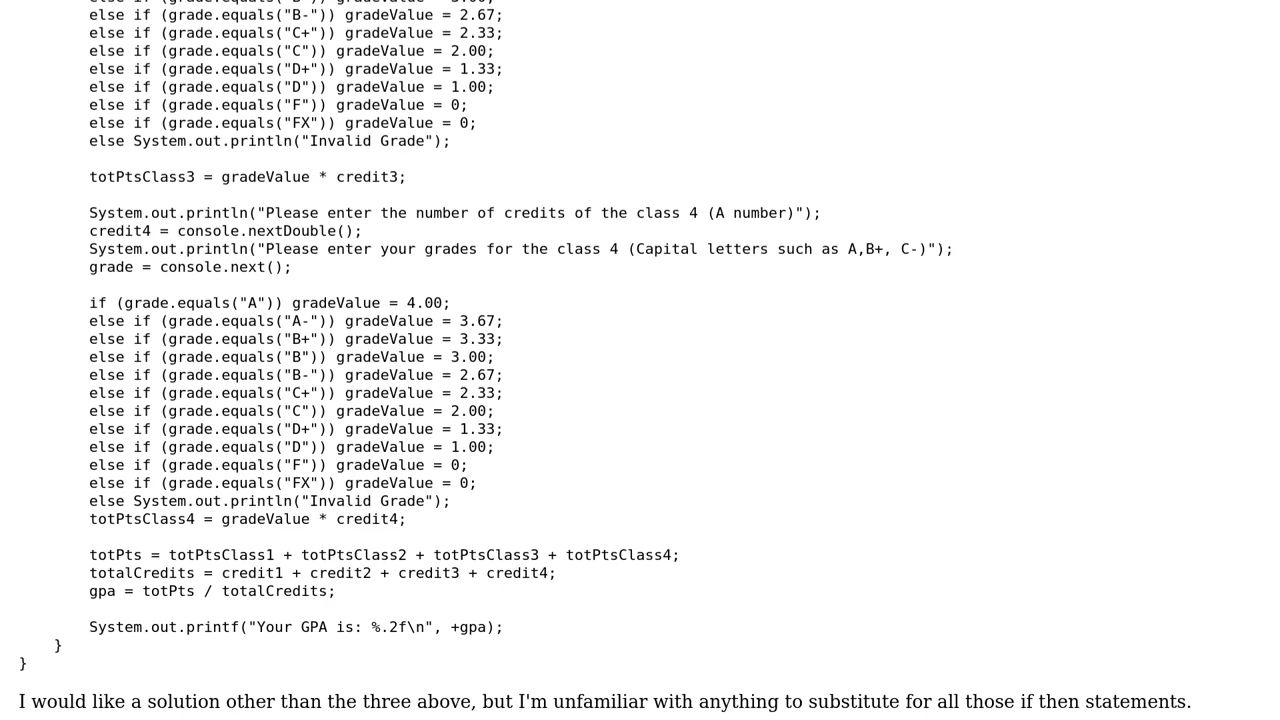 else if (grade.equals("B")) gradeValue = 3.00;
else if (grade.equals("B-")) gradeValue = 2.67;
else if (grade.equals("C+")) gradeValue = 2.33;
else if (grade.equals("C")) gradeValue = 2.00;
else if (grade.equals("D+")) gradeValue = 1.33;
else if (grade.equals("D")) gradeValue = 1.00;
else if (grade.equals("F")) gradeValue = 0;
else if (grade.equals("FX")) gradeValue = 0;
else System.out.println("Invalid Grade");
totPtsClass3 = gradeValue * credit3;
System.out.println("Please enter the number of credits of the class 4 (A number)");
credit4 = console.nextDouble();
System.out.println("Please enter your grades for the class 4 (Capital letters such as A,B+, C-)");
grade = console.next();
if (grade.equals("A")) gradeValue = 4.00;
else if (grade.equals("A-")) gradeValue = 3.67;
else if (grade.equals("B+")) gradeValue = 3.33;
else if (grade.equals("B")) gradeValue = 3.00;
else if (grade.equals("B-")) gradeValue = 2.67;
else if (grade.equals("C+")) gradeValue = 2.33;
else if (grade.equals("C")) gradeValue = 2.00;
else if (grade.equals("D+")) gradeValue = 1.33;
else if (grade.equals("D")) gradeValue = 1.00;
else if (grade.equals("F")) gradeValue = 0;
else if (grade.equals("FX")) gradeValue = 0;
else System.out.println("Invalid Grade");
totPtsClass4 = gradeValue * credit4;
totPts = totPtsClass1 + totPtsClass2 + totPtsClass3 + totPtsClass4;
totalCredits = credit1 + credit2 + credit3 + credit4;
gpa = totPts / totalCredits;
System.out.printf("Your GPA is: %.2f\n", +gpa);
}
}
I would like a solution other than the three above, but I'm unfamiliar with anything to substitute for all those if then statements.